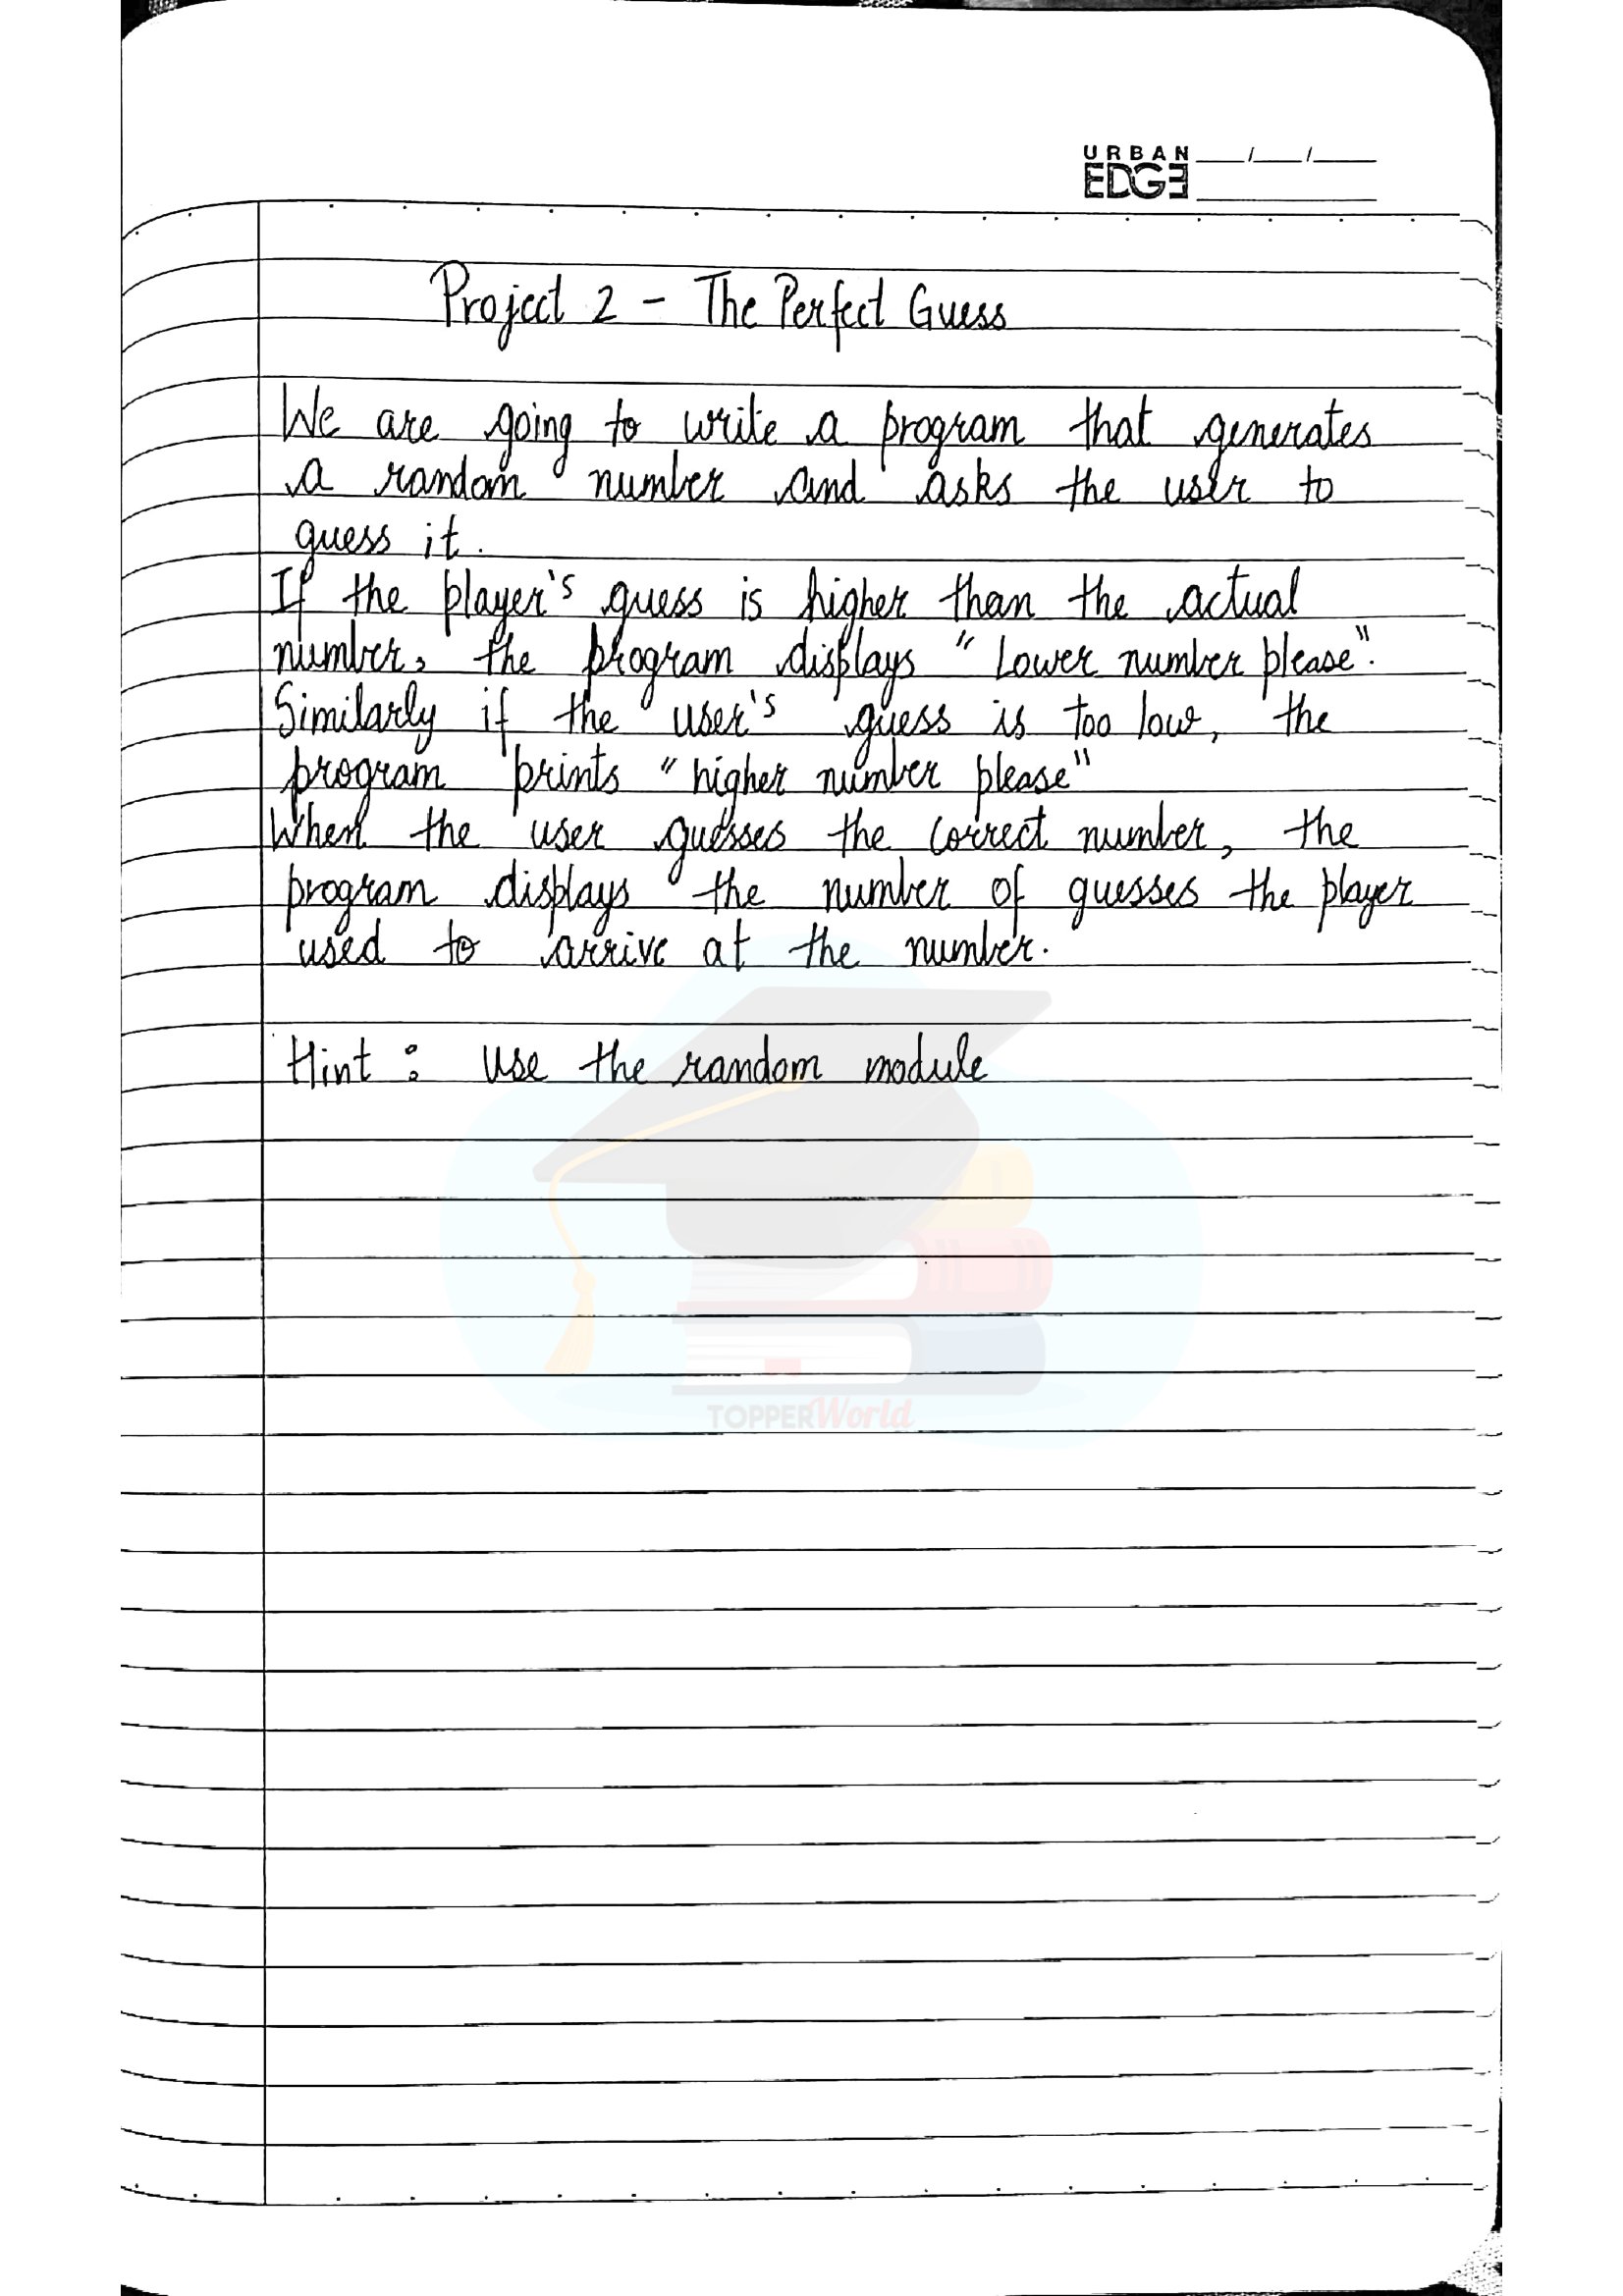 URBAN
EDGE
Project 2 - The Perfect Guess
We are going to write a program that generates
a random number and asks the user to
guess it.
If the player's guess is higher than the actual
number, the program displays "Lower number please".
Similarly if the user's guess is too low, the
program prints "higher number please"
When the user guesses the correct number, the
program displays the number of guesses the player
used to arrive at the number.
Hint : Use the random module
TOPPERWorld